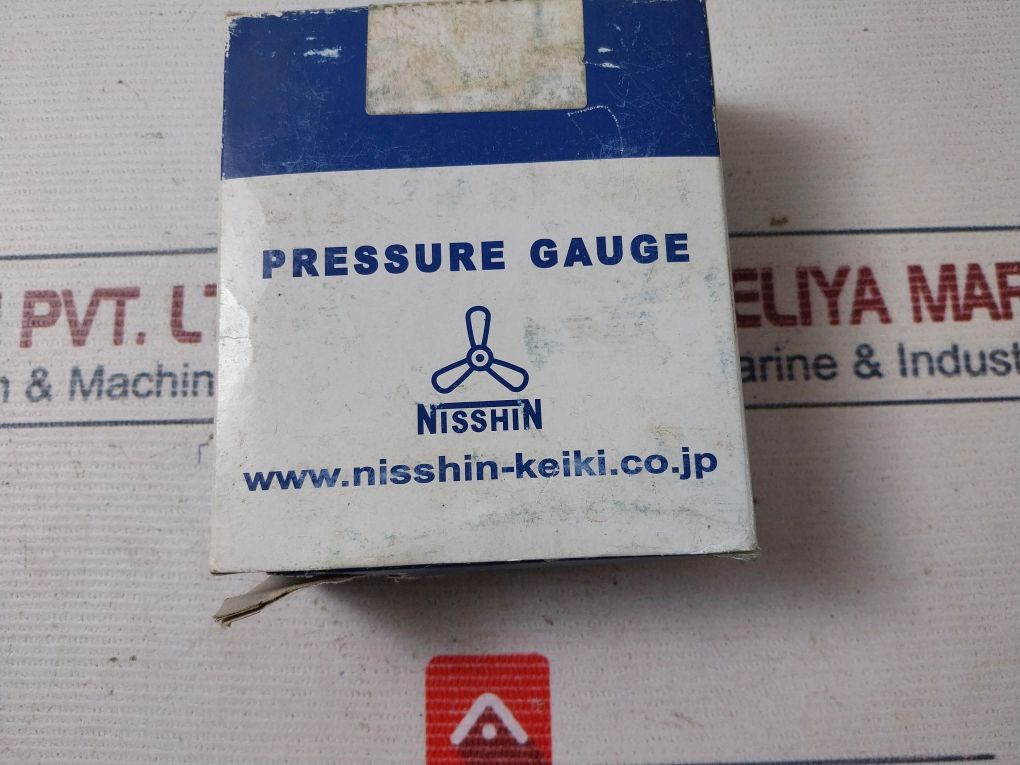 PRESSURE GAUGE
NISSHIN
www.nisshin-keiki.co.jp
PVT.
& Machin
ELIYA MAR
arine & Indust